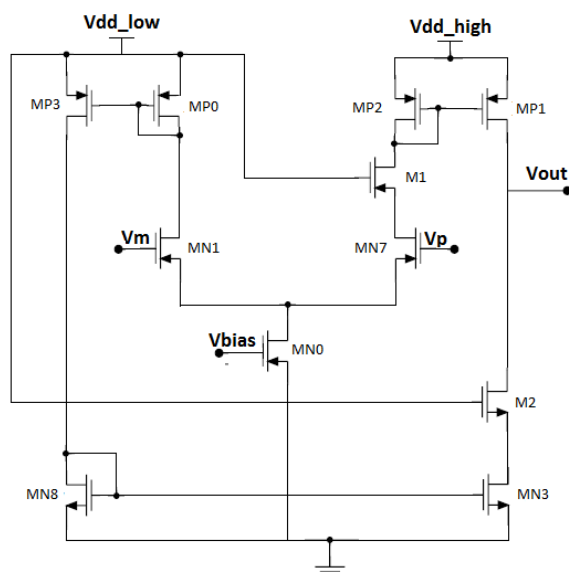 Vdd_low
Vdd_high
MP3
MP0
MP2
MP1
M1
Vout
Vm
MN1
MN7
Vp
Vbias
MN0
M2
MN8
MN3